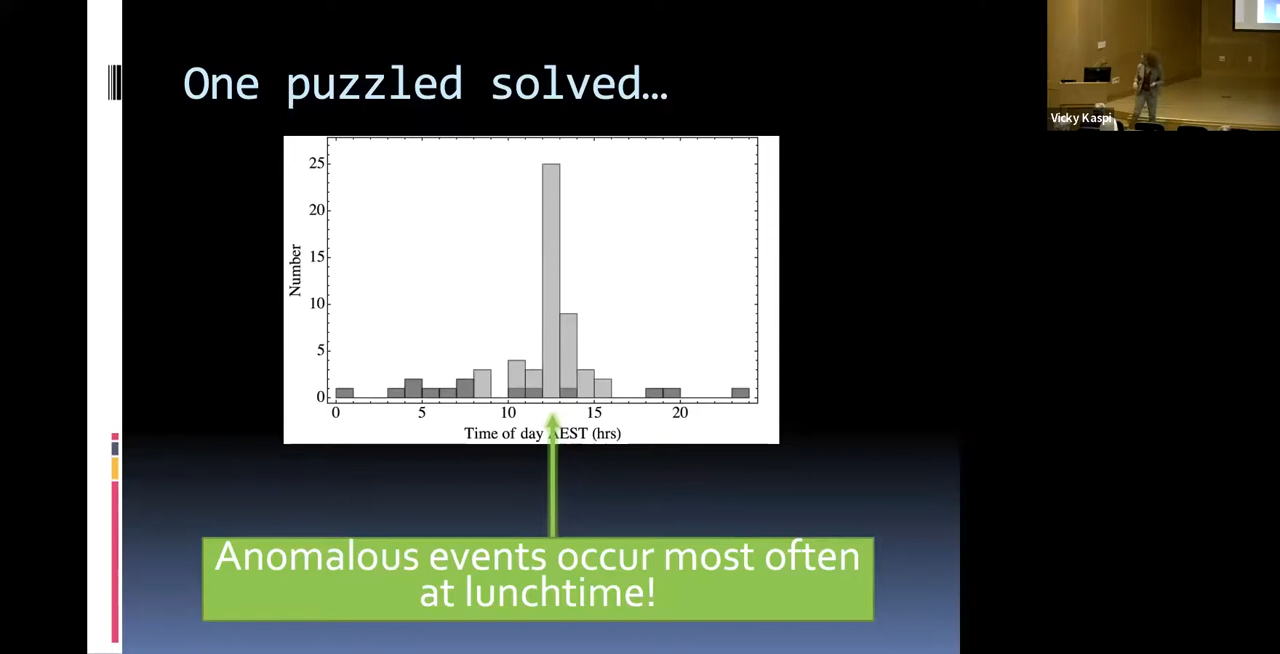 One puzzled solved…
Vicky Kaspi
25
20
15
10
5
0
Number
0 5 10 15 20
Time of day AEST (hrs)
Anomalous events occur most often
at lunchtime!